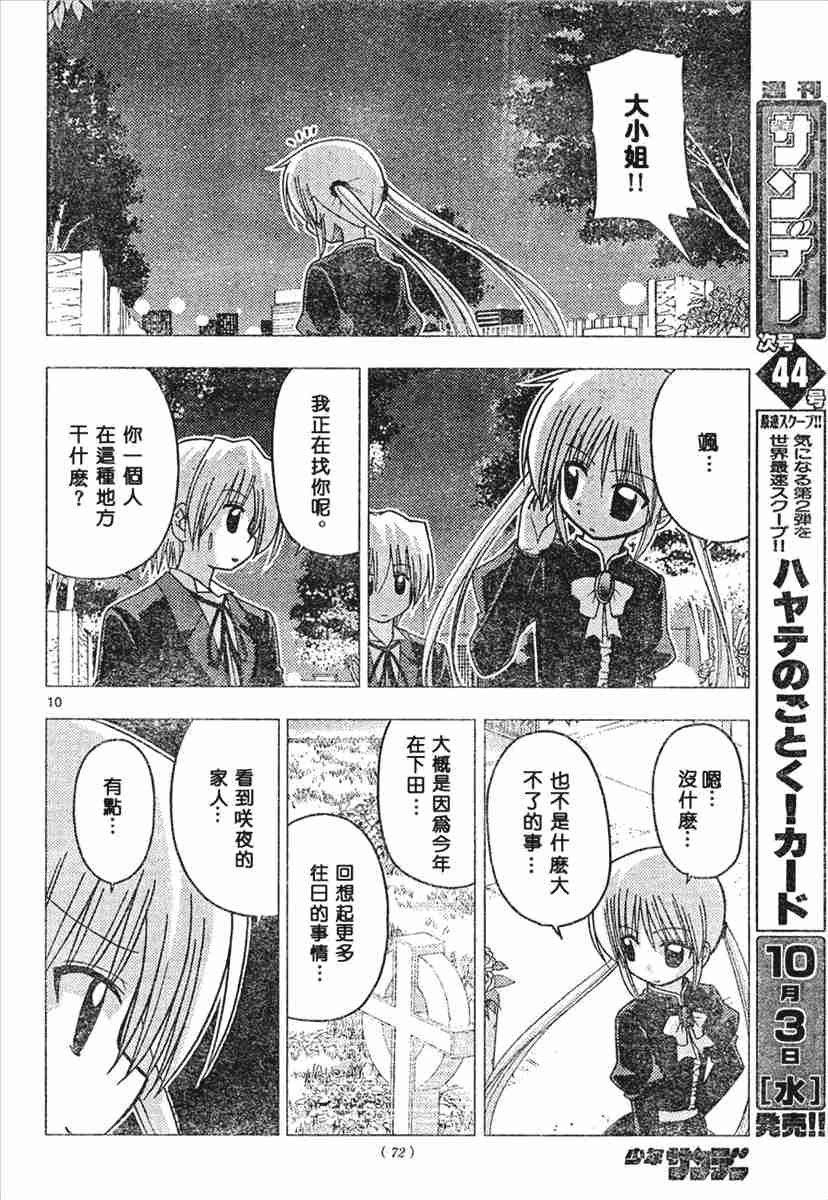 大小姐!!
颯…
我正在找你呢。
你一個人
在這種地方
干什麽?
10
嗯…
沒什麽…
也不是什麽大
不了的事…
大概是因爲今年
在下田…
回想起更多
往日的事情…
看到咲夜的
家人…
有點…
(72)
週刊
サンデー
次号
44
号
最速スクープ!!
気になる第2弾を
世界最速スクープ!!
ハヤテのごとく!カード
10
月
3
日
[水]
発売!!
少年サンデー